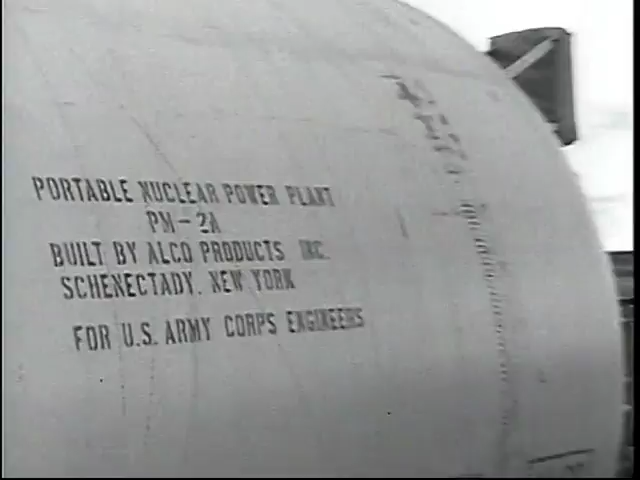 PORTABLE NUCLEAR POWER PLANT
PM-2A
BUILT BY ALCO PRODUCTS INC.
SCHENECTADY, NEW YORK
FOR U.S. ARMY CORPS ENGINEERS